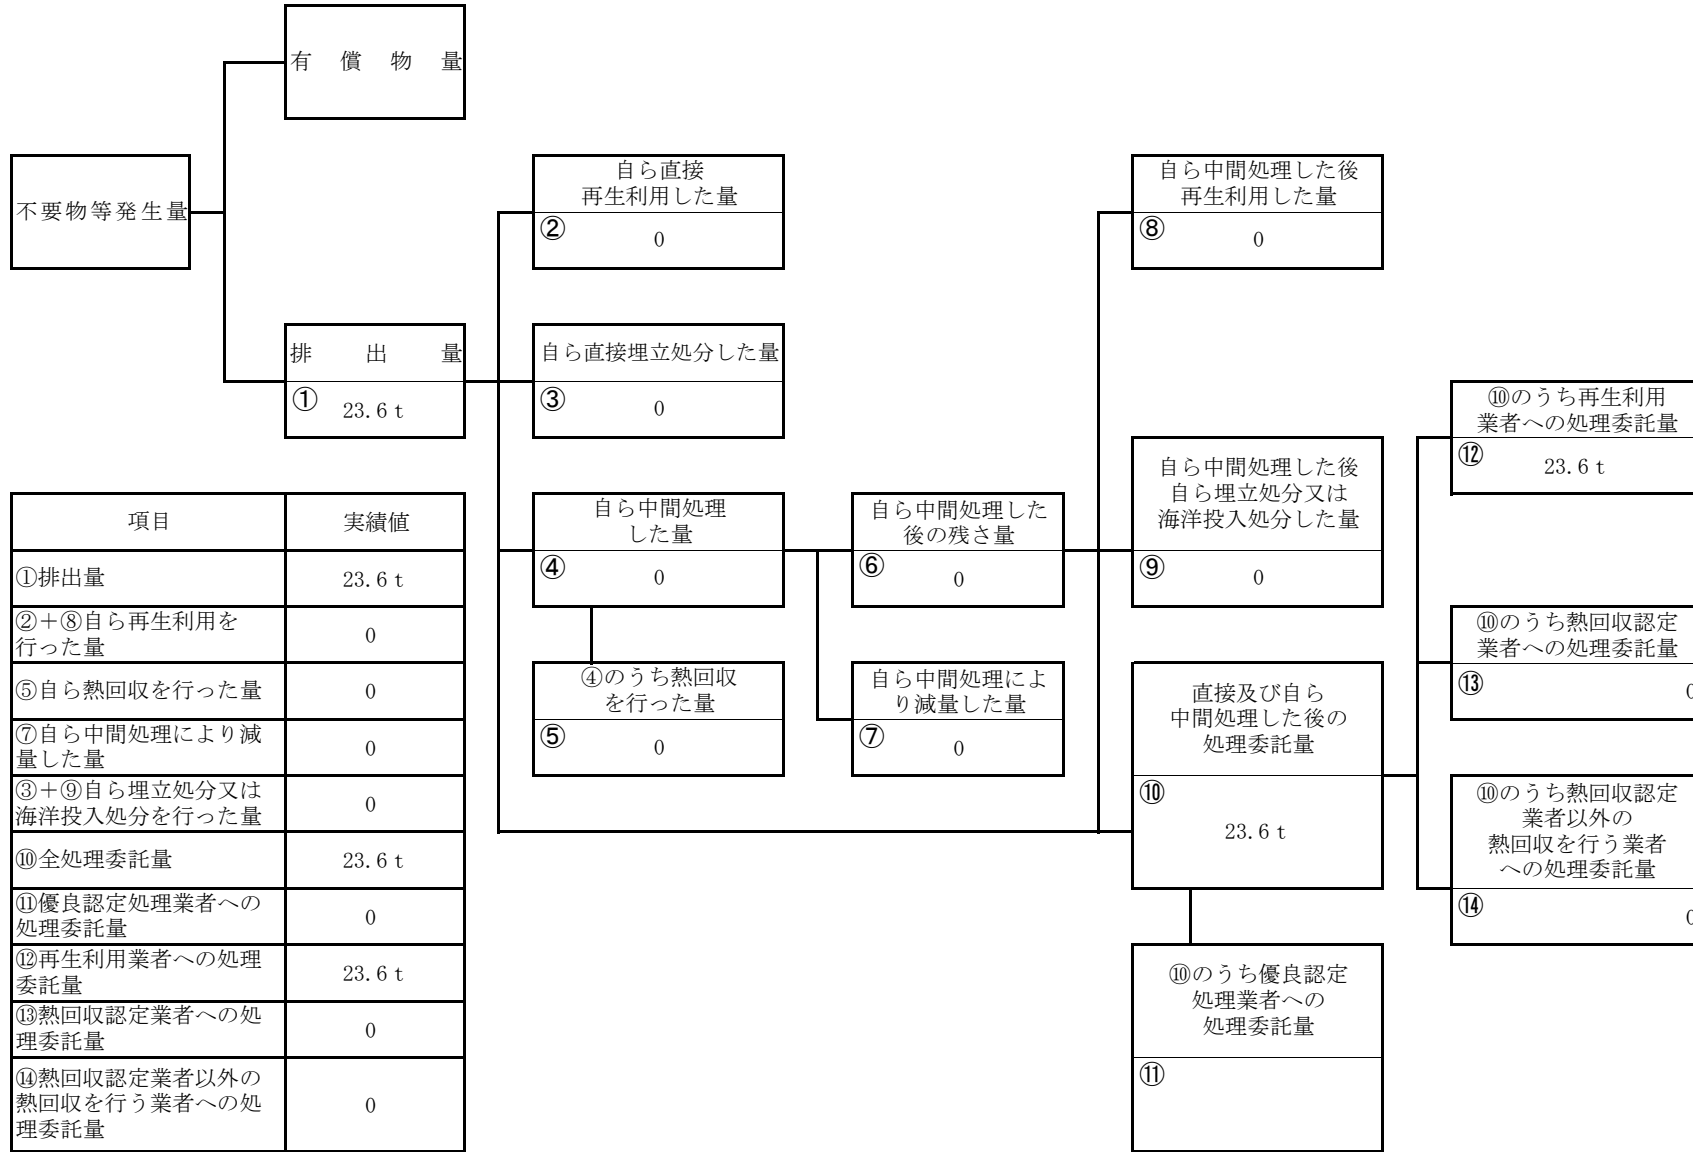 有償物量
不要物等発生量
排出量
① 23.6 t
自ら直接
再生利用した量
② 0
自ら直接埋立処分した量
③ 0
自ら中間処理
した量
④ 0
④のうち熱回収
を行った量
⑤ 0
自ら中間処理した
後の残さ量
⑥ 0
自ら中間処理によ
り減量した量
⑦ 0
自ら中間処理した後
再生利用した量
⑧ 0
自ら中間処理した後
自ら埋立処分又は
海洋投入処分した量
⑨ 0
直接及び自ら
中間処理した後の
処理委託量
⑩
23.6 t
⑩のうち優良認定
処理業者への
処理委託量
⑪
⑩のうち再生利用
業者への処理委託量
⑫ 23.6 t
⑩のうち熱回収認定
業者への処理委託量
⑬ 0
⑩のうち熱回収認定
業者以外の
熱回収を行う業者
への処理委託量
⑭ 0
項目 実績値
①排出量 23.6 t
②+⑧自ら再生利用を
行った量 0
⑤自ら熱回収を行った量 0
⑦自ら中間処理により減
量した量 0
③+⑨自ら埋立処分又は
海洋投入処分を行った量 0
⑩全処理委託量 23.6 t
⑪優良認定処理業者への
処理委託量 0
⑫再生利用業者への処理
委託量 23.6 t
⑬熱回収認定業者への処
理委託量 0
⑭熱回収認定業者以外の
熱回収を行う業者への処
理委託量 0